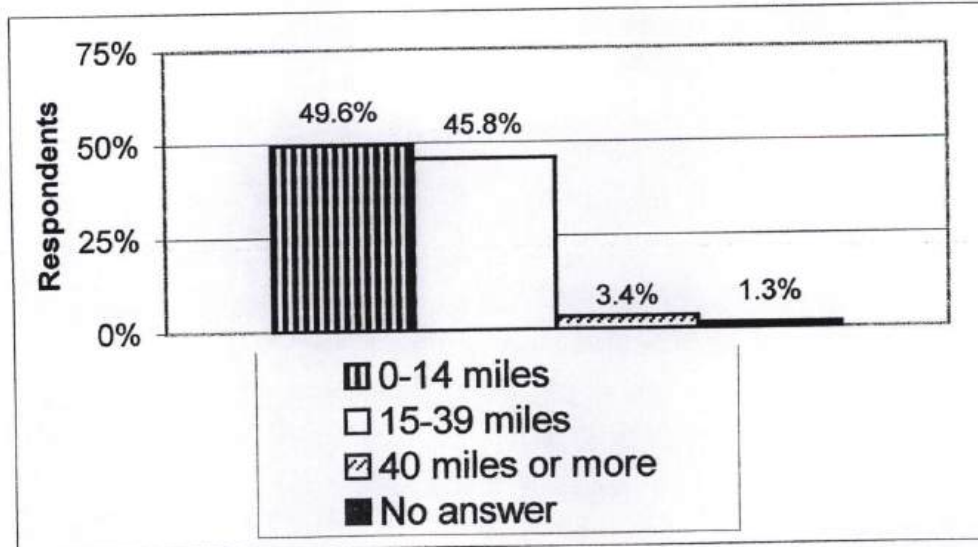 75%
50%
25%
0%
Respondents
49.6%
45.8%
3.4%
1.3%
0-14 miles
15-39 miles
40 miles or more
No answer